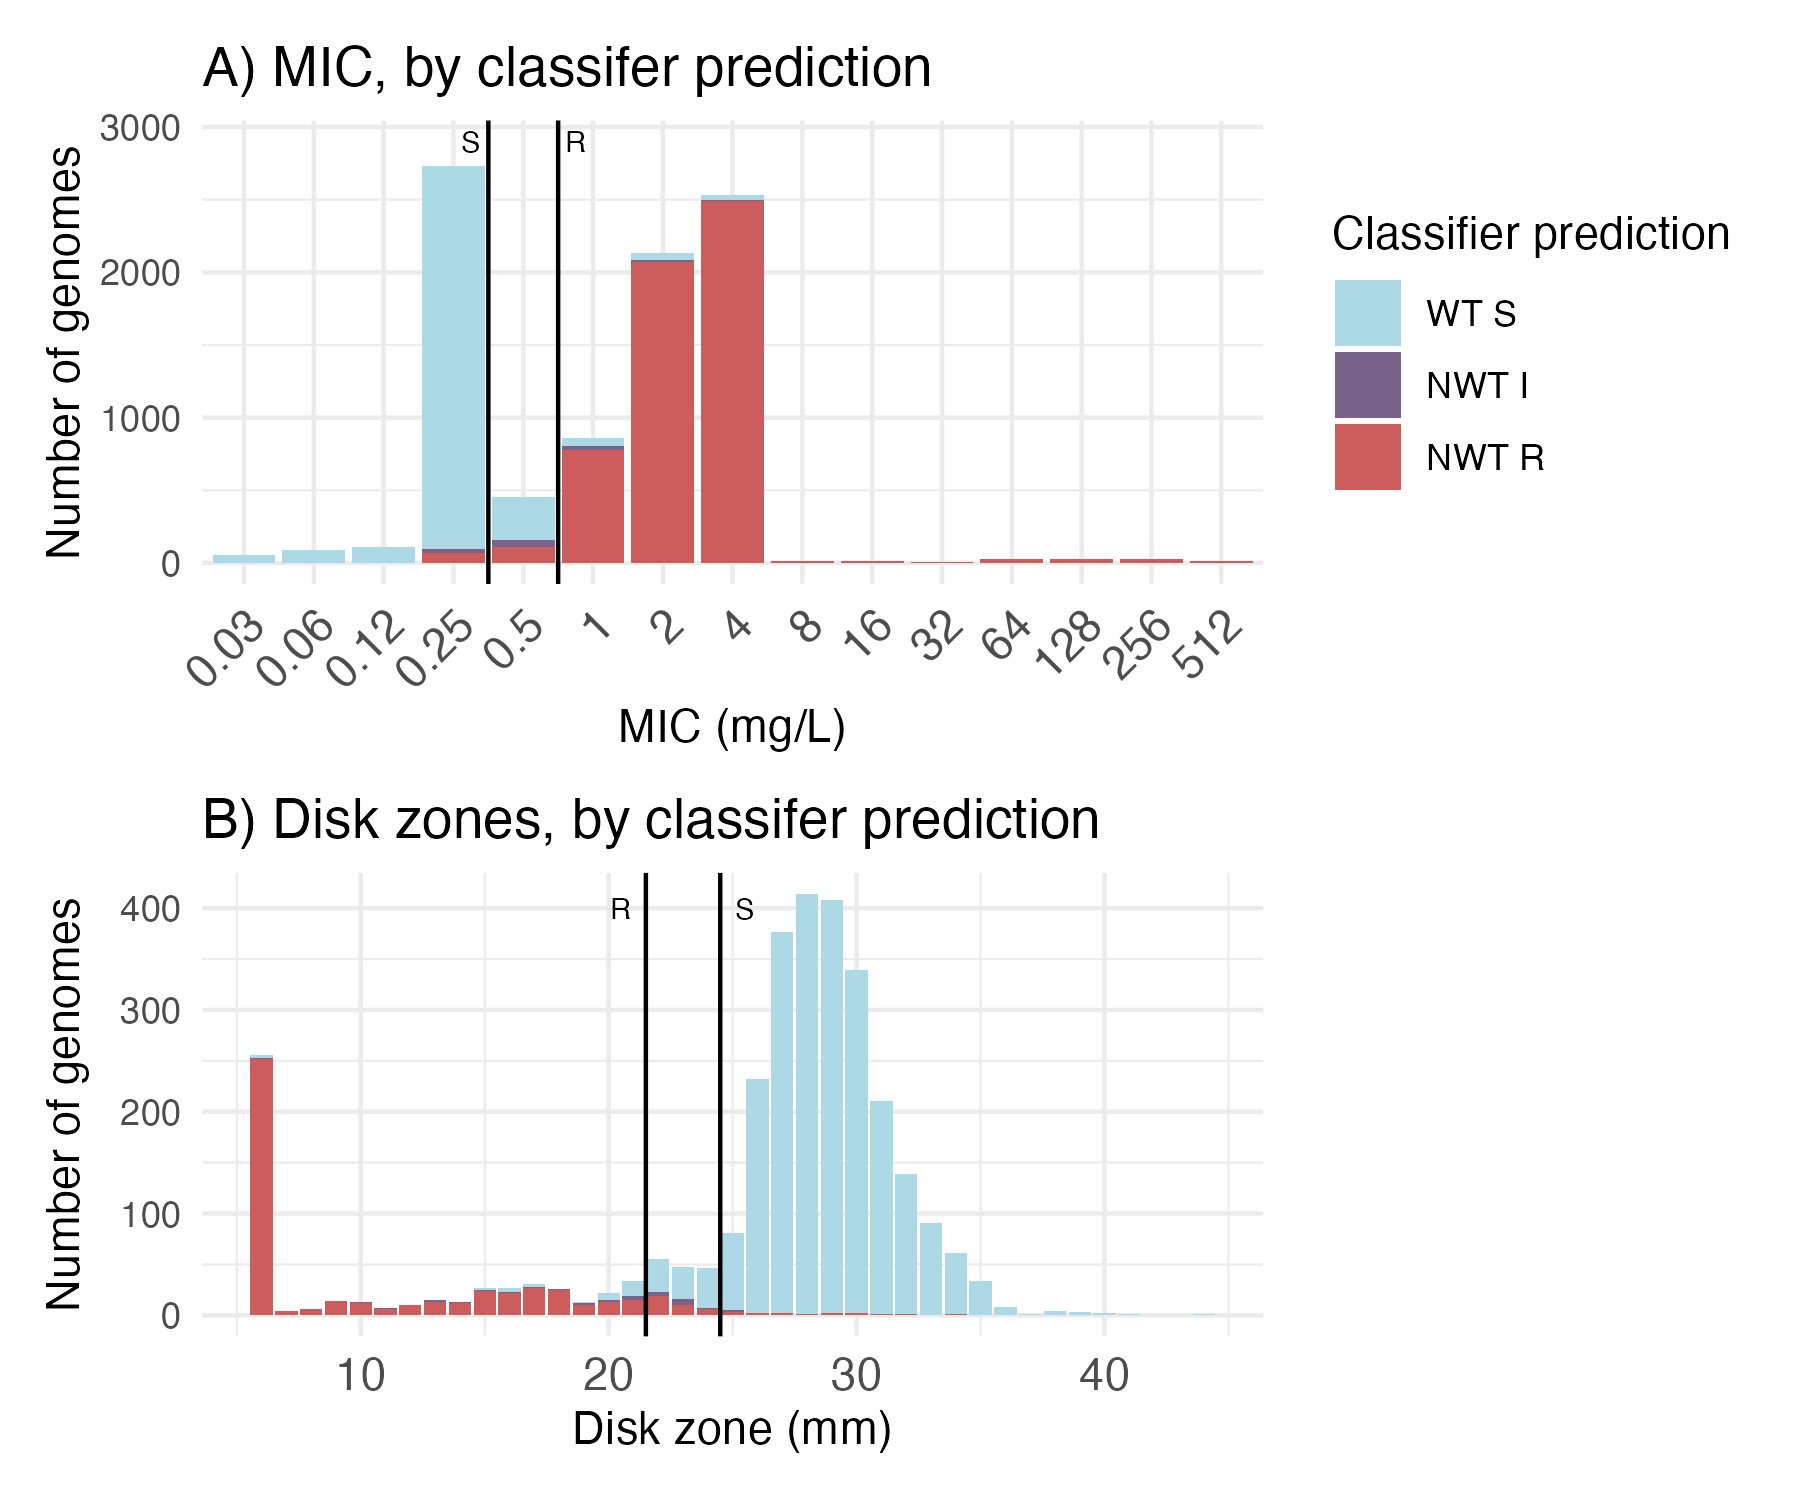 A) MIC, by classifer prediction
Number of genomes
3000
2000
1000
0
S
R
0.03
0.06
0.12
0.25
0.5
1
2
4
8
16
32
64
128
256
512
MIC (mg/L)
Classifier prediction
WT S
NWT I
NWT R
B) Disk zones, by classifer prediction
Number of genomes
400
300
200
100
0
R
S
10
20
30
40
Disk zone (mm)